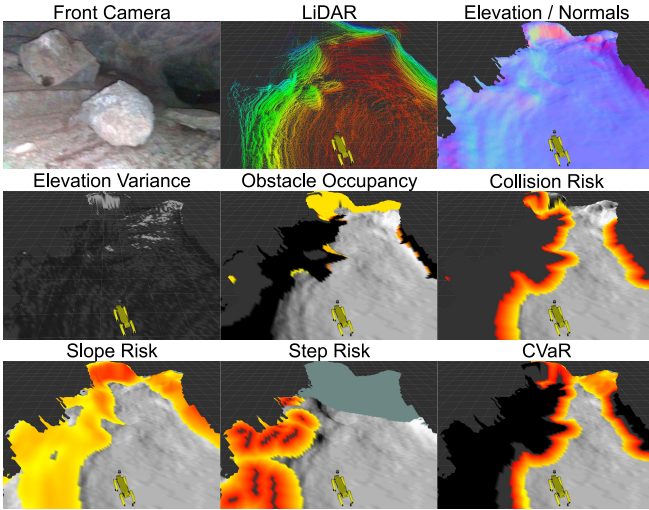 Front Camera
LiDAR
Elevation / Normals
Elevation Variance
Obstacle Occupancy
Collision Risk
Slope Risk
Step Risk
CVaR